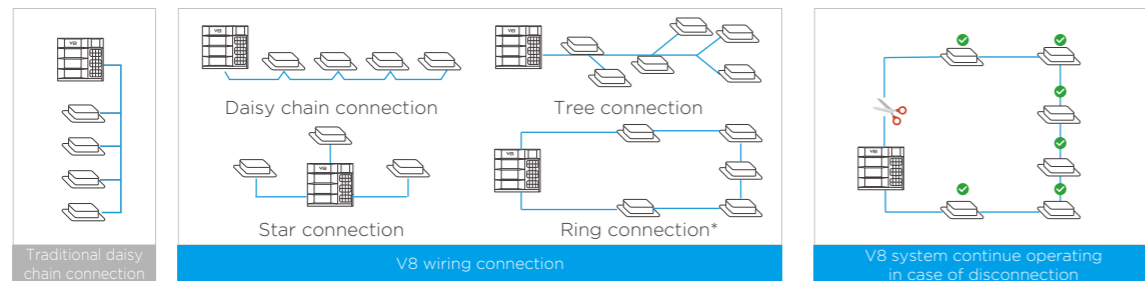 V8
Traditional daisy
chain connection
V8
Daisy chain connection
V8
Tree connection
V8
Star connection
V8
Ring connection*
V8 wiring connection
V8
V8 system continue operating
in case of disconnection